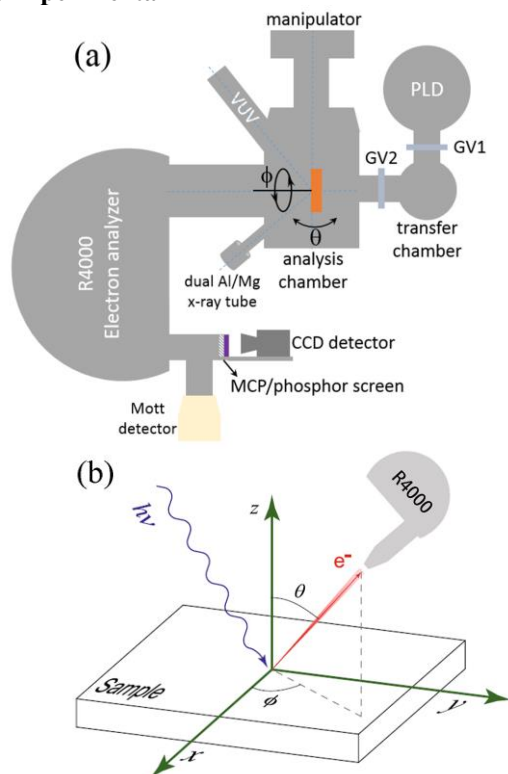 (a)
manipulator
PLD
VUV
GV2
GV1
ϕ
θ
R4000
Electron analyzer
transfer
chamber
analysis
chamber
dual Al/Mg
x-ray tube
CCD detector
MCP/phosphor screen
Mott
detector
(b)
hν
z
R4000
e⁻
θ
Sample
ϕ
x
y